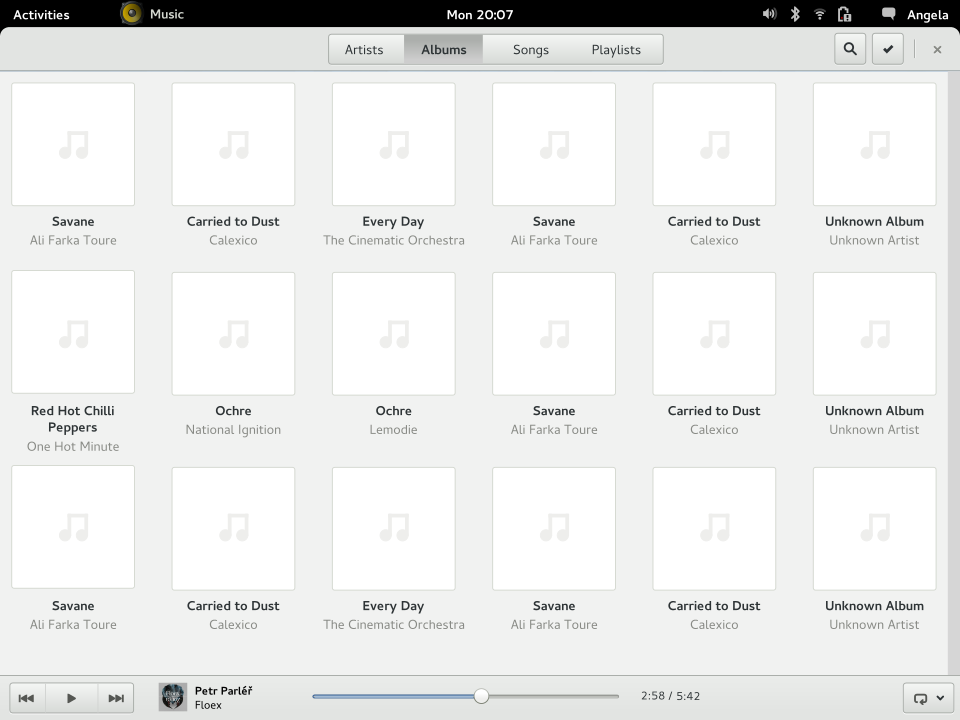 Activities Music Mon 20:07 Angela
Artists Albums Songs Playlists
Savane Carried to Dust Every Day Savane Carried to Dust Unknown Album
Ali Farka Toure Calexico The Cinematic Orchestra Ali Farka Toure Calexico Unknown Artist
Red Hot Chilli Ochre Ochre Savane Carried to Dust Unknown Album
Peppers National Ignition Lemodie Ali Farka Toure Calexico Unknown Artist
One Hot Minute
Savane Carried to Dust Every Day Savane Carried to Dust Unknown Album
Ali Farka Toure Calexico The Cinematic Orchestra Ali Farka Toure Calexico Unknown Artist
Petr Parléř
Floex
2:58 / 5:42